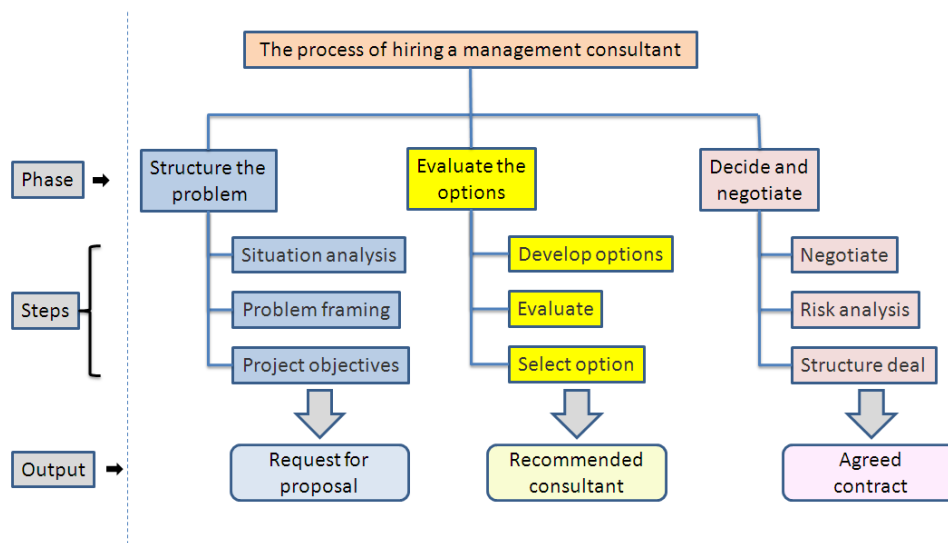 The process of hiring a management consultant
Phase
Structure the
problem
Evaluate the
options
Decide and
negotiate
Steps
Situation analysis
Problem framing
Project objectives
Develop options
Evaluate
Select option
Negotiate
Risk analysis
Structure deal
Output
Request for
proposal
Recommended
consultant
Agreed
contract